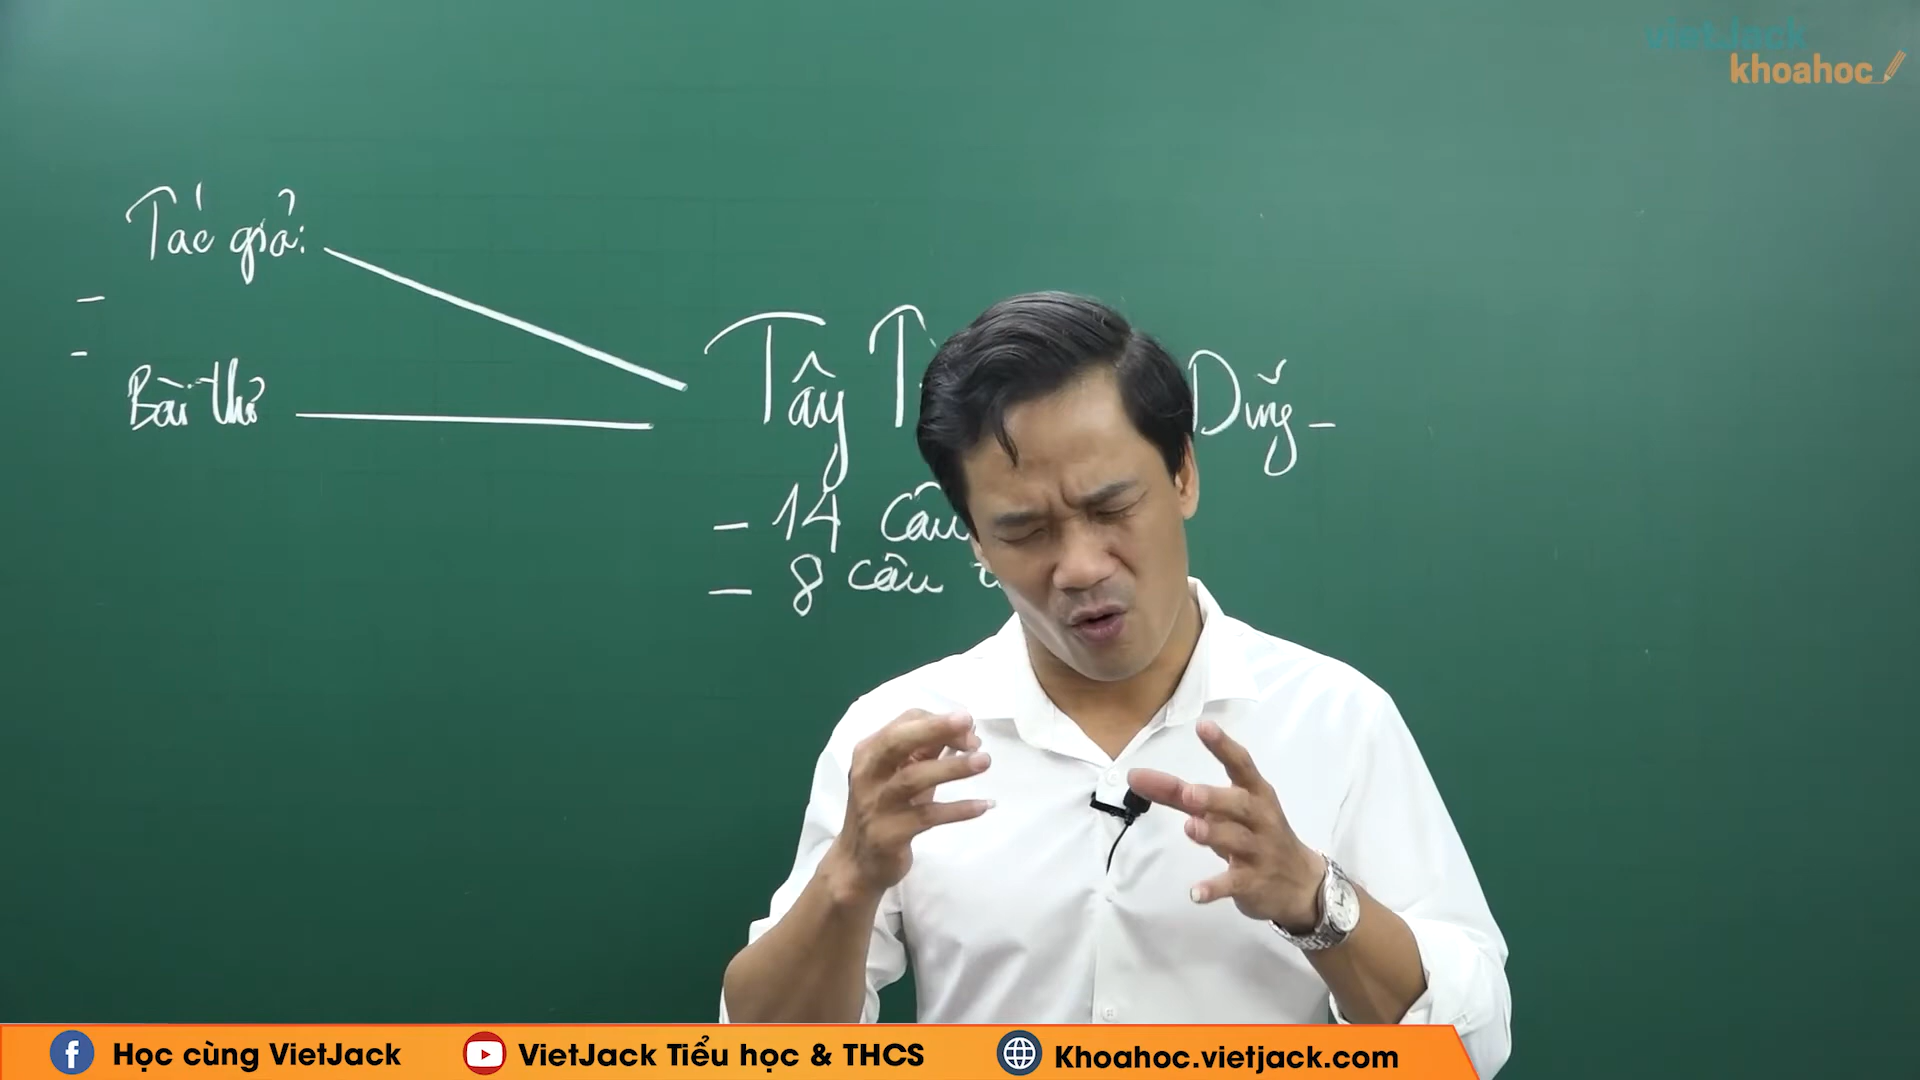 vietJack
khoahoc
Tác giả:
-
-
Bài thơ
Tây T Dũng -
- 14 câu
- 8 câu t
Học cùng VietJack
VietJack Tiểu học & THCS
Khoahoc.vietjack.com